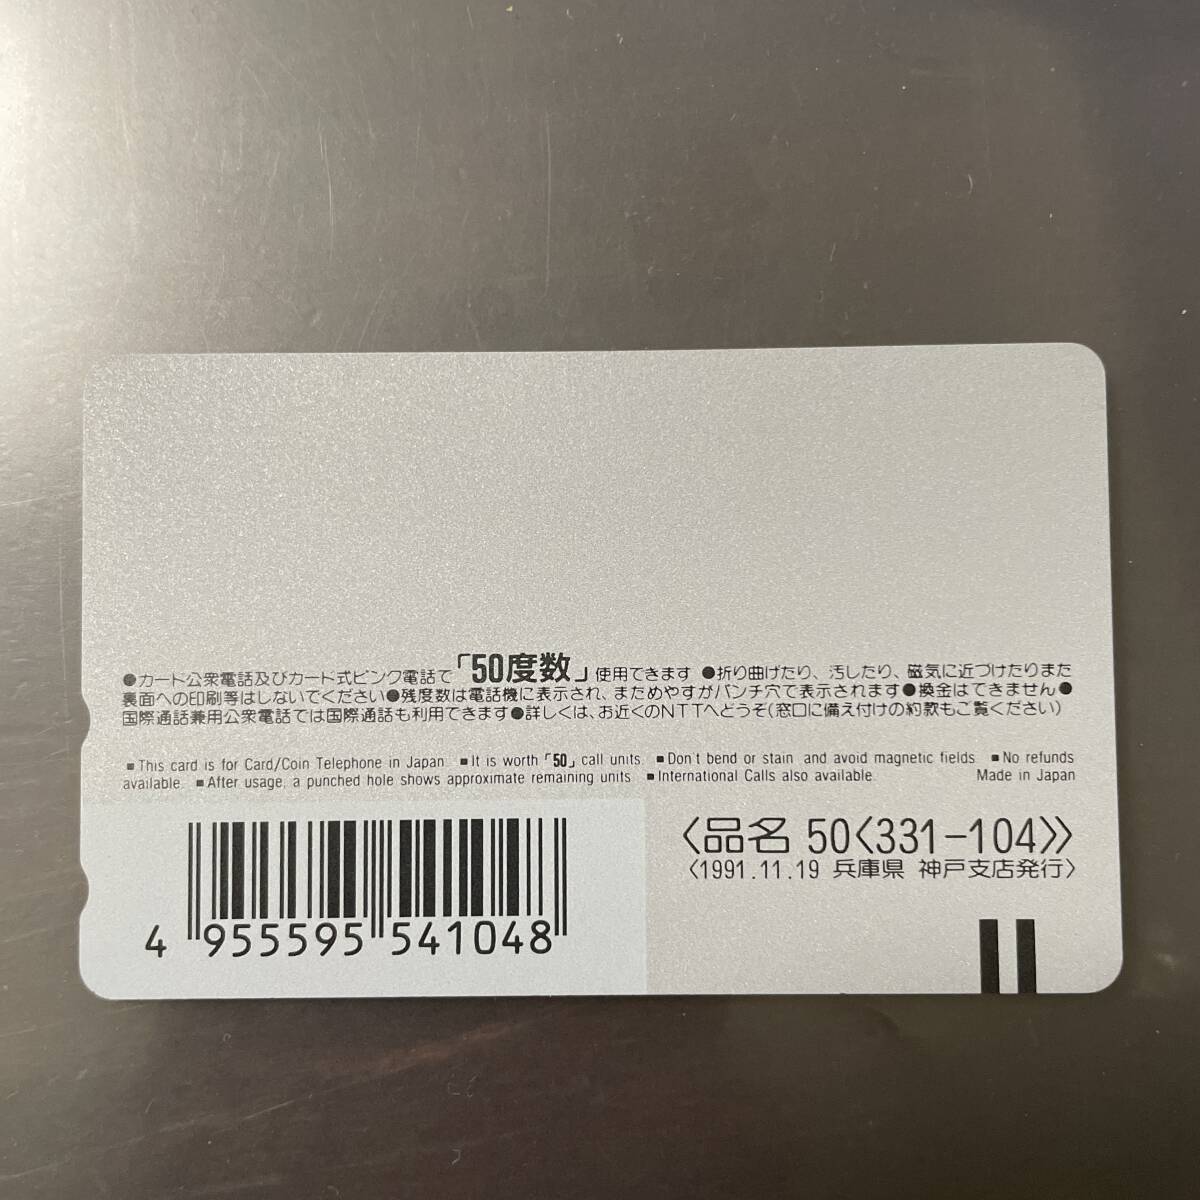 ●カード公衆電話及びカード式ピンク電話で「50度数」使用できます ●折り曲げたり、汚したり、磁気に近づけたりまた
裏面への印刷等はしないでください●残度数は電話機に表示され、まためやすがパンチ穴で表示されます●換金はできません●
国際通話兼用公衆電話では国際通話も利用できます●詳しくは、お近くのNTTへどうぞ(窓口に備え付けの約款もご覧ください)
■This card is for Card/Coin Telephone in Japan. ■It is worth「50」call units. ■Don't bend or stain and avoid magnetic fields. ■No refunds
available. ■After usage, a punched hole shows approximate remaining units. ■International Calls also available. Made in Japan
〈品名 50〈331-104〉〉
〈1991.11.19 兵庫県 神戸支店発行〉
4 955595 541048